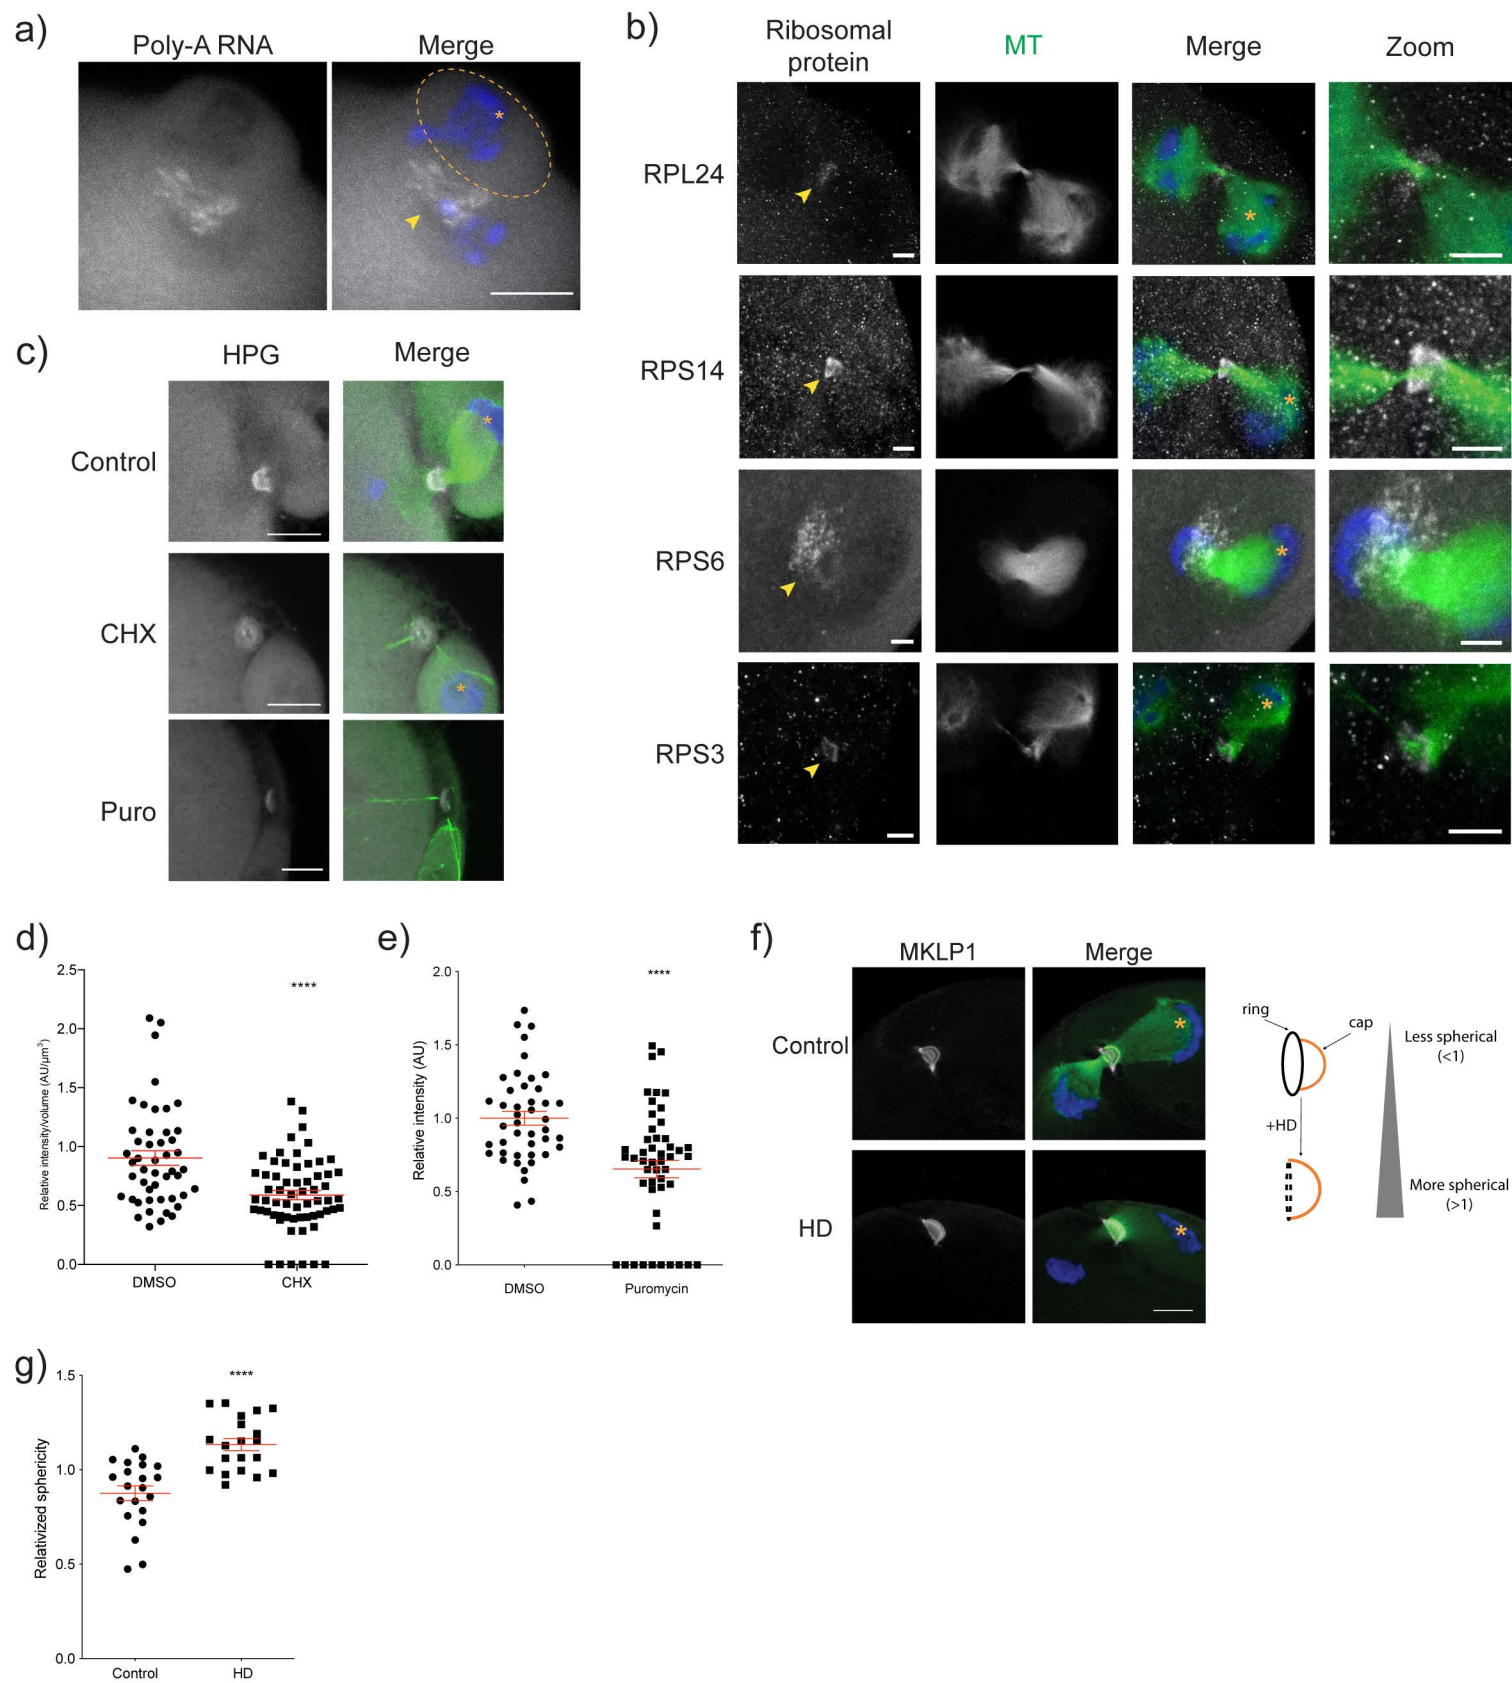 a)
Poly-A RNA
Merge
*
b)
Ribosomal
protein
MT
Merge
Zoom
RPL24
*
RPS14
*
RPS6
*
RPS3
*
c)
HPG
Merge
Control
*
CHX
*
Puro
d)
Relative intensity/volume (AU/µm³)
2.5
2.0
1.5
1.0
0.5
0.0
****
DMSO
CHX
e)
Relative intensity (AU)
2.0
1.5
1.0
0.5
0.0
****
DMSO
Puromycin
f)
MKLP1
Merge
Control
*
HD
*
ring
cap
+HD
Less spherical
(<1)
More spherical
(>1)
g)
Relativized sphericity
1.5
1.0
0.5
0.0
****
Control
HD